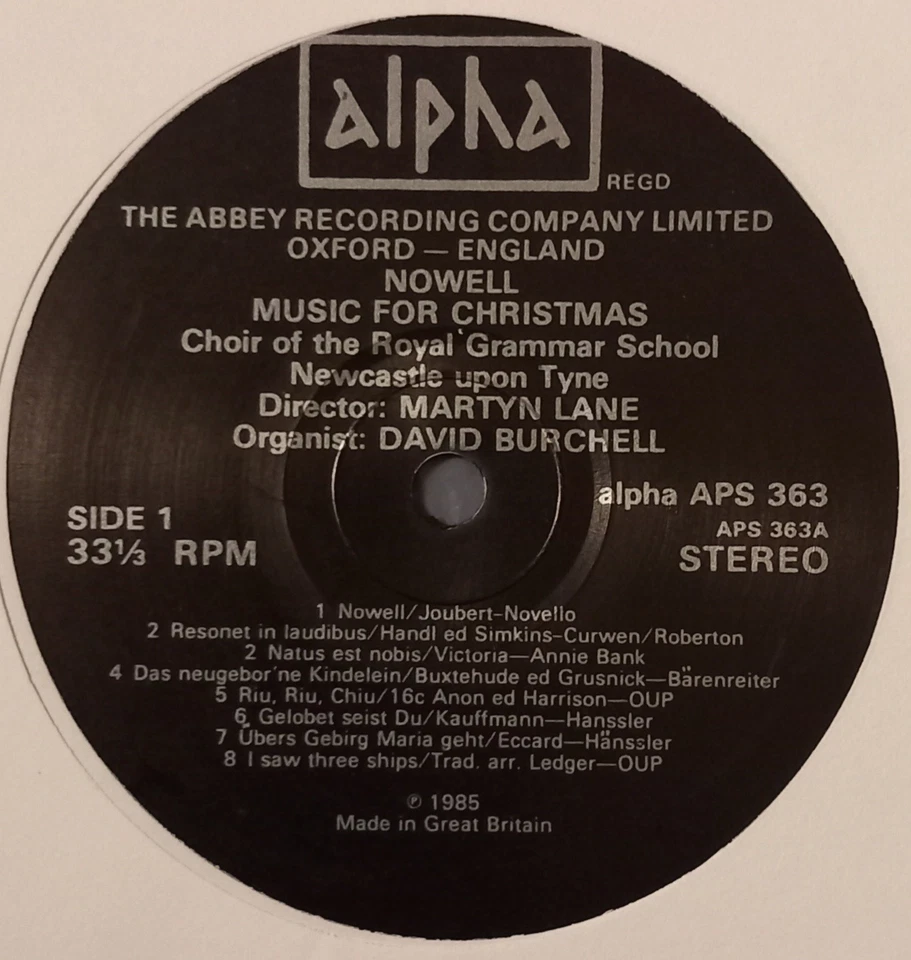 alpha
REGD
THE ABBEY RECORDING COMPANY LIMITED
OXFORD — ENGLAND
NOWELL
MUSIC FOR CHRISTMAS
Choir of the Royal Grammar School
Newcastle upon Tyne
Director: MARTYN LANE
Organist: DAVID BURCHELL
alpha APS 363
SIDE 1
APS 363A
33⅓ RPM
STEREO
1 Nowell/Joubert-Novello
2 Resonet in laudibus/Handl ed Simkins-Curwen/Roberton
2 Natus est nobis/Victoria—Annie Bank
4 Das neugebor'ne Kindelein/Buxtehude ed Grusnick—Bärenreiter
5 Riu, Riu, Chiu/16c Anon ed Harrison—OUP
6 Gelobet seist Du/Kauffmann—Hanssler
7 Übers Gebirg Maria geht/Eccard—Hänssler
8 I saw three ships/Trad. arr. Ledger—OUP
℗ 1985
Made in Great Britain